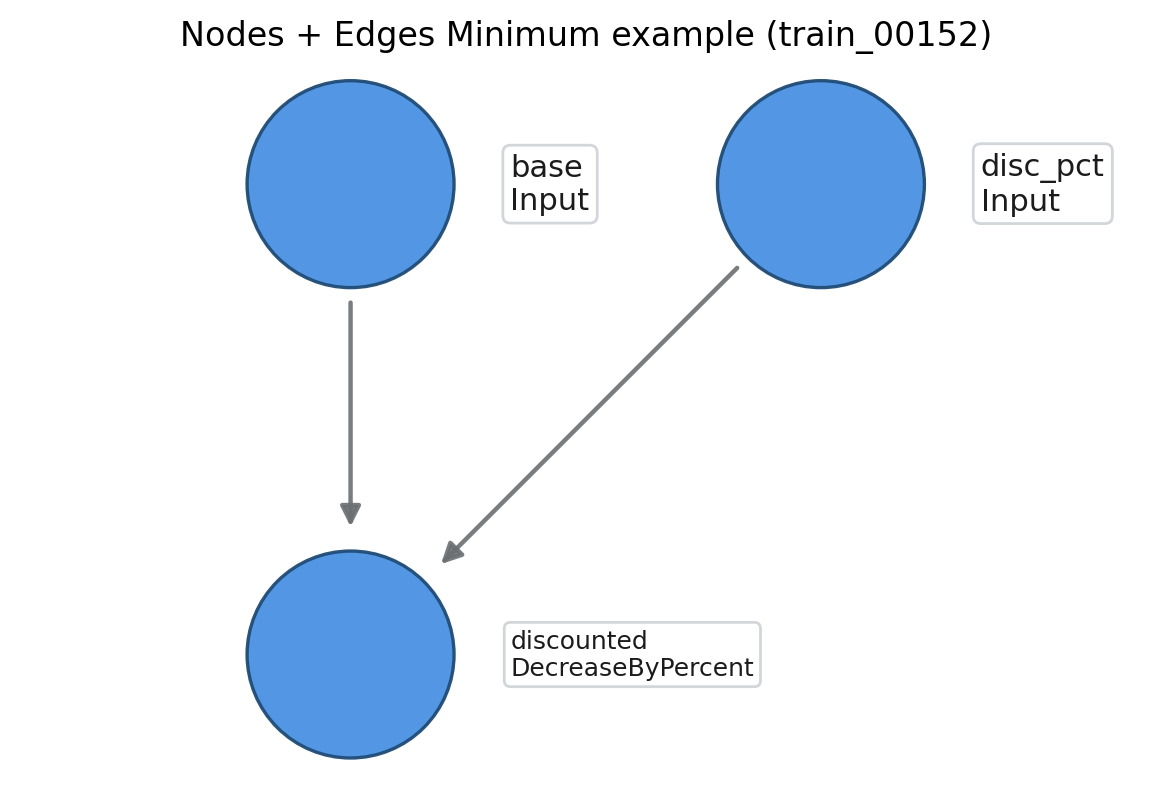 Nodes + Edges Minimum example (train_00152)
base
Input
disc_pct
Input
discounted
DecreaseByPercent